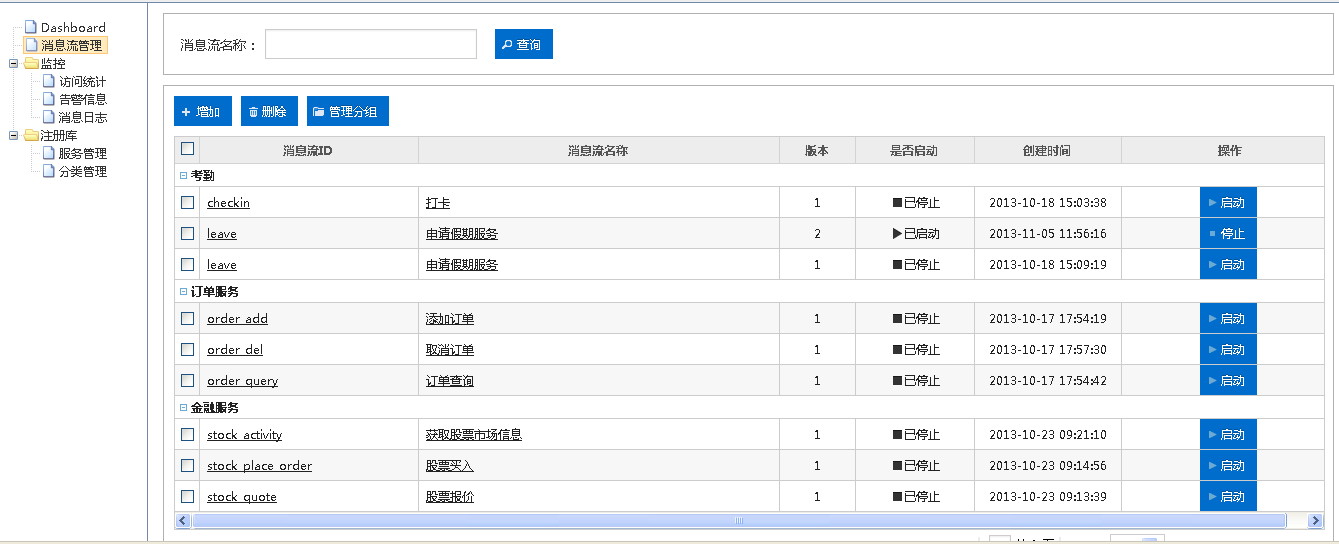 Dashboard
消息流管理
监控
访问统计
告警信息
消息日志
注册库
服务管理
分类管理
消息流名称： 查询
增加 删除 管理分组
消息流ID 消息流名称 版本 是否启动 创建时间 操作
考勤
checkin 打卡 1 已停止 2013-10-18 15:03:38 启动
leave 申请假期服务 2 已启动 2013-11-05 11:56:16 停止
leave 申请假期服务 1 已停止 2013-10-18 15:09:19 启动
订单服务
order_add 添加订单 1 已停止 2013-10-17 17:54:19 启动
order_del 取消订单 1 已停止 2013-10-17 17:57:30 启动
order_query 订单查询 1 已停止 2013-10-17 17:54:42 启动
金融服务
stock_activity 获取股票市场信息 1 已停止 2013-10-23 09:21:10 启动
stock_place_order 股票买入 1 已停止 2013-10-23 09:14:56 启动
stock_quote 股票报价 1 已停止 2013-10-23 09:13:39 启动